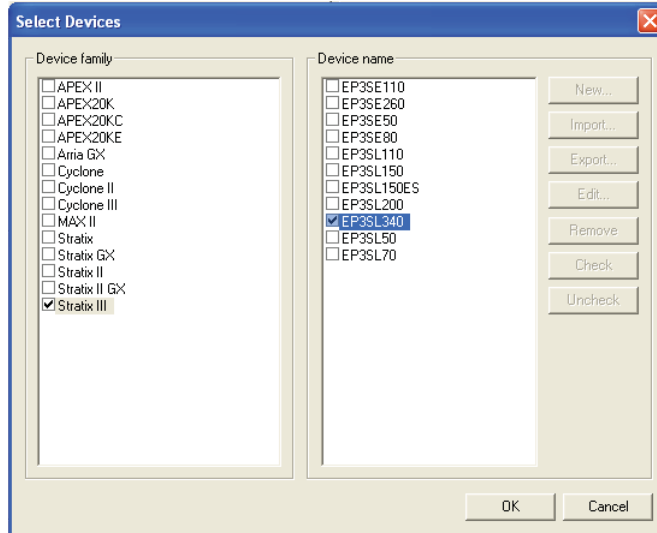 Select Devices
Device family
APEX II
APEX20K
APEX20KC
APEX20KE
Arria GX
Cyclone
Cyclone II
Cyclone III
MAX II
Stratix
Stratix GX
Stratix II
Stratix II GX
Stratix III
Device name
EP3SE110
EP3SE260
EP3SE50
EP3SE80
EP3SL110
EP3SL150
EP3SL150ES
EP3SL200
EP3SL340
EP3SL50
EP3SL70
New...
Import...
Export...
Edit...
Remove
Check
Uncheck
OK
Cancel